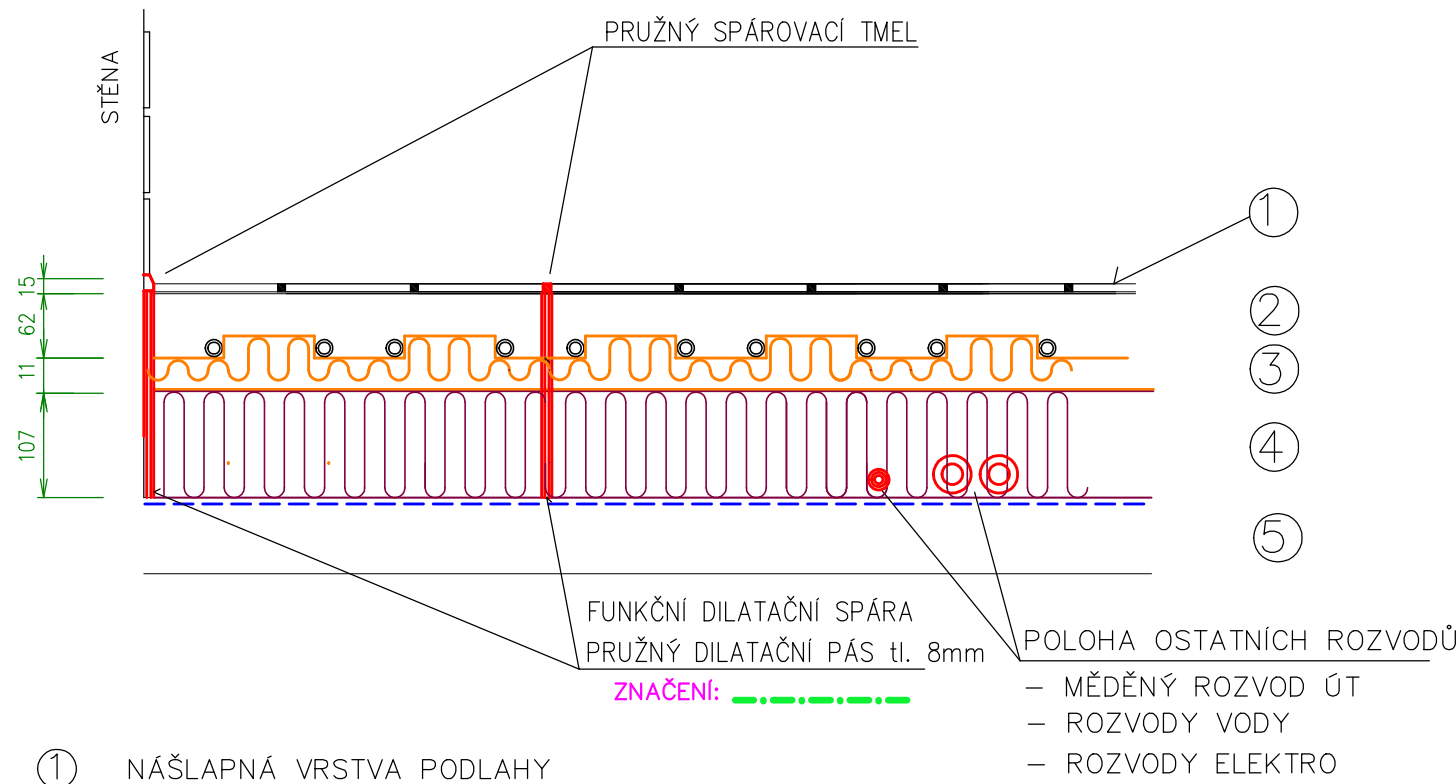 PRUŽNÝ SPÁROVACÍ TMEL
STĚNA
1
15
62
11
107
2
3
4
5
FUNKČNÍ DILATAČNÍ SPÁRA
PRUŽNÝ DILATAČNÍ PÁS tl. 8mm
ZNAČENÍ:
POLOHA OSTATNÍCH ROZVODŮ
– MĚDĚNÝ ROZVOD ÚT
– ROZVODY VODY
– ROZVODY ELEKTRO
1 NÁŠLAPNÁ VRSTVA PODLAHY